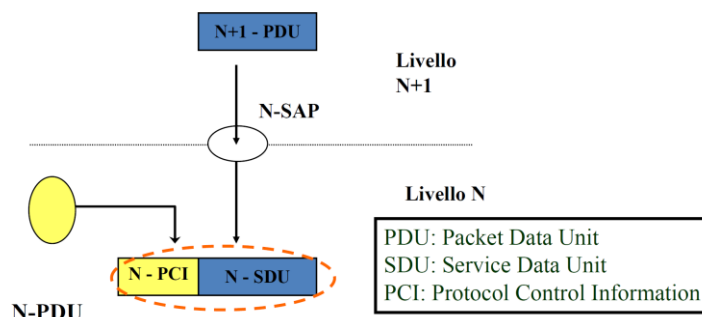 N+1 - PDU
Livello
N+1
N-SAP
Livello N
PDU: Packet Data Unit
SDU: Service Data Unit
PCI: Protocol Control Information
N - PCI
N - SDU
N-PDU